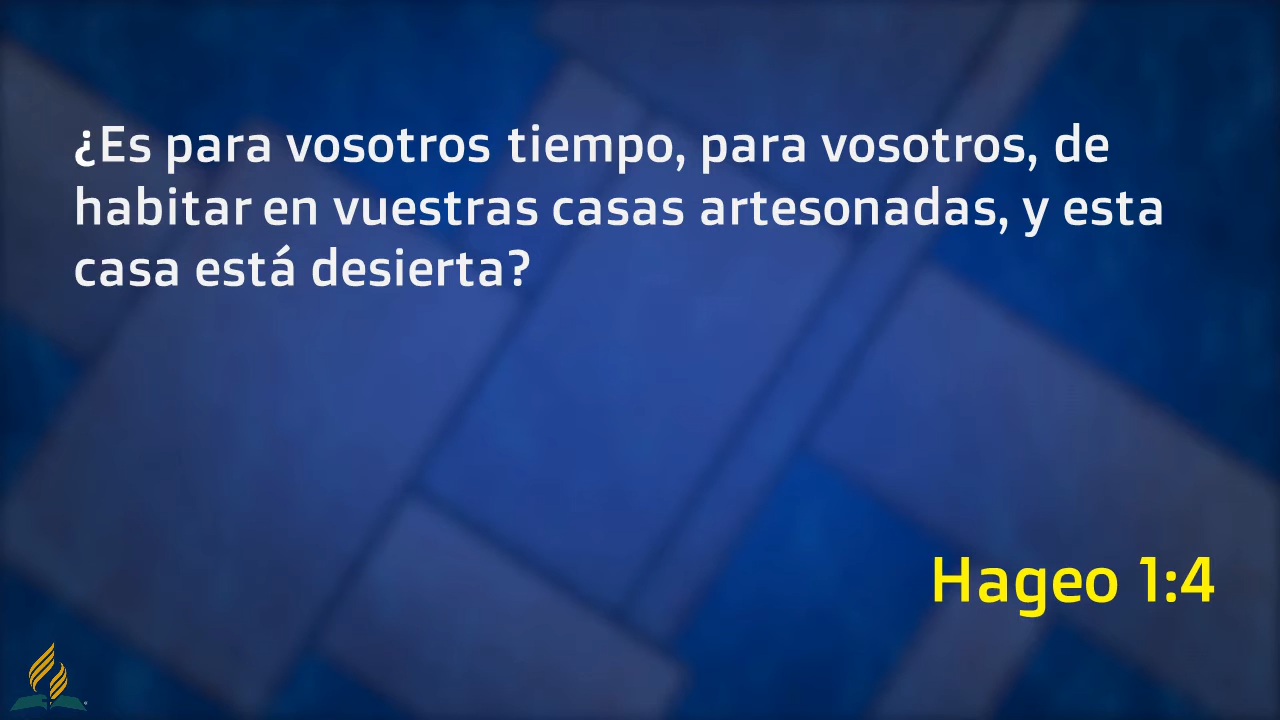 ¿Es para vosotros tiempo, para vosotros, de
habitar en vuestras casas artesonadas, y esta
casa está desierta?
Hageo 1:4